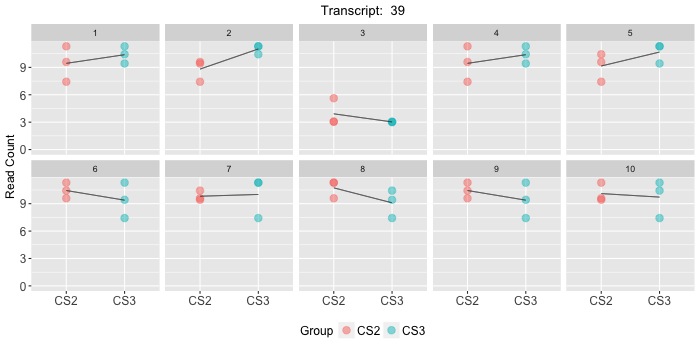 Transcript: 39
1 2 3 4 5
9
6
3
0
Read Count
6 7 8 9 10
9
6
3
0
CS2 CS3 CS2 CS3 CS2 CS3 CS2 CS3 CS2 CS3
Group CS2 CS3